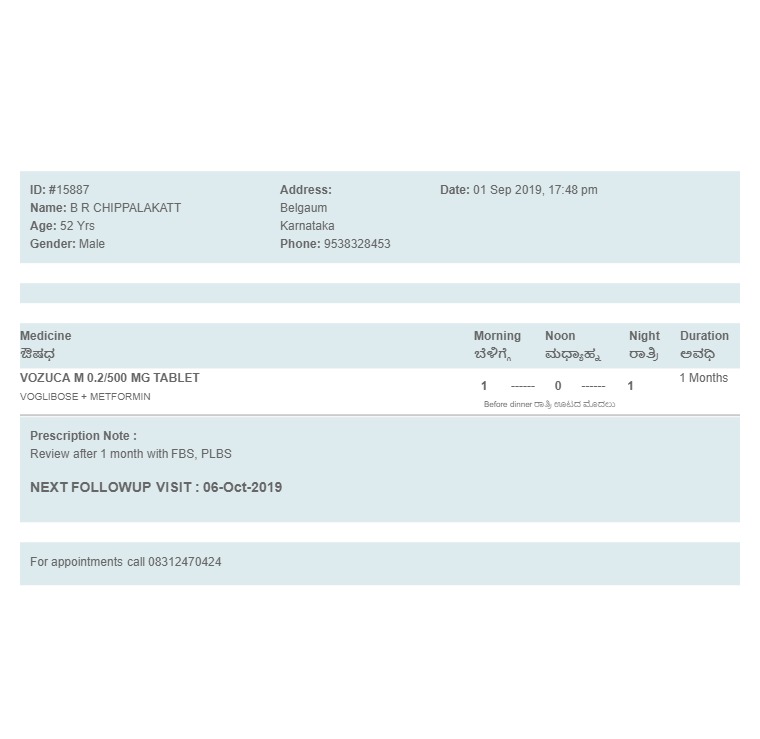 ID: #15887
Name: B R CHIPPALAKATT
Age: 52 Yrs
Gender: Male
Address:
Belgaum
Karnataka
Phone: 9538328453
Date: 01 Sep 2019, 17:48 pm
Medicine Morning Noon Night Duration
ಔಷಧ ಬೆಳಿಗ್ಗೆ ಮಧ್ಯಾಹ್ನ ರಾತ್ರಿ ಅವಧಿ
VOZUCA M 0.2/500 MG TABLET 1 ------ 0 ------ 1 1 Months
VOGLIBOSE + METFORMIN
Before dinner ರಾತ್ರಿ ಊಟದ ಮೊದಲು
Prescription Note :
Review after 1 month with FBS, PLBS
NEXT FOLLOWUP VISIT : 06-Oct-2019
For appointments call 08312470424